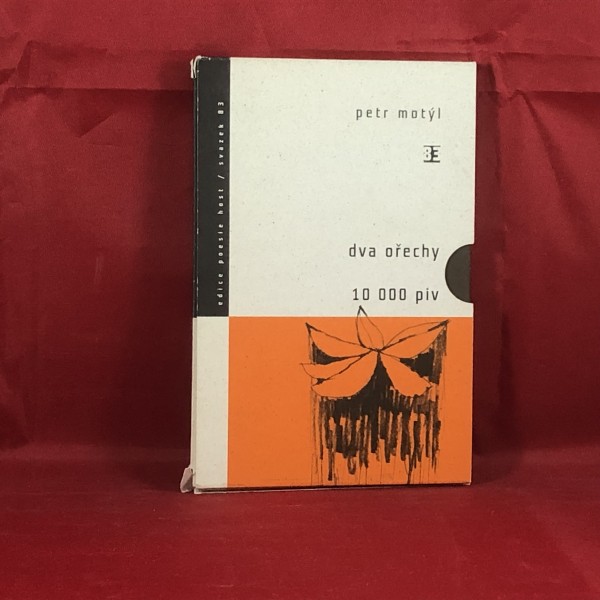 petr motýl
dva ořechy
10 000 piv
edice poesie host / svazek 83